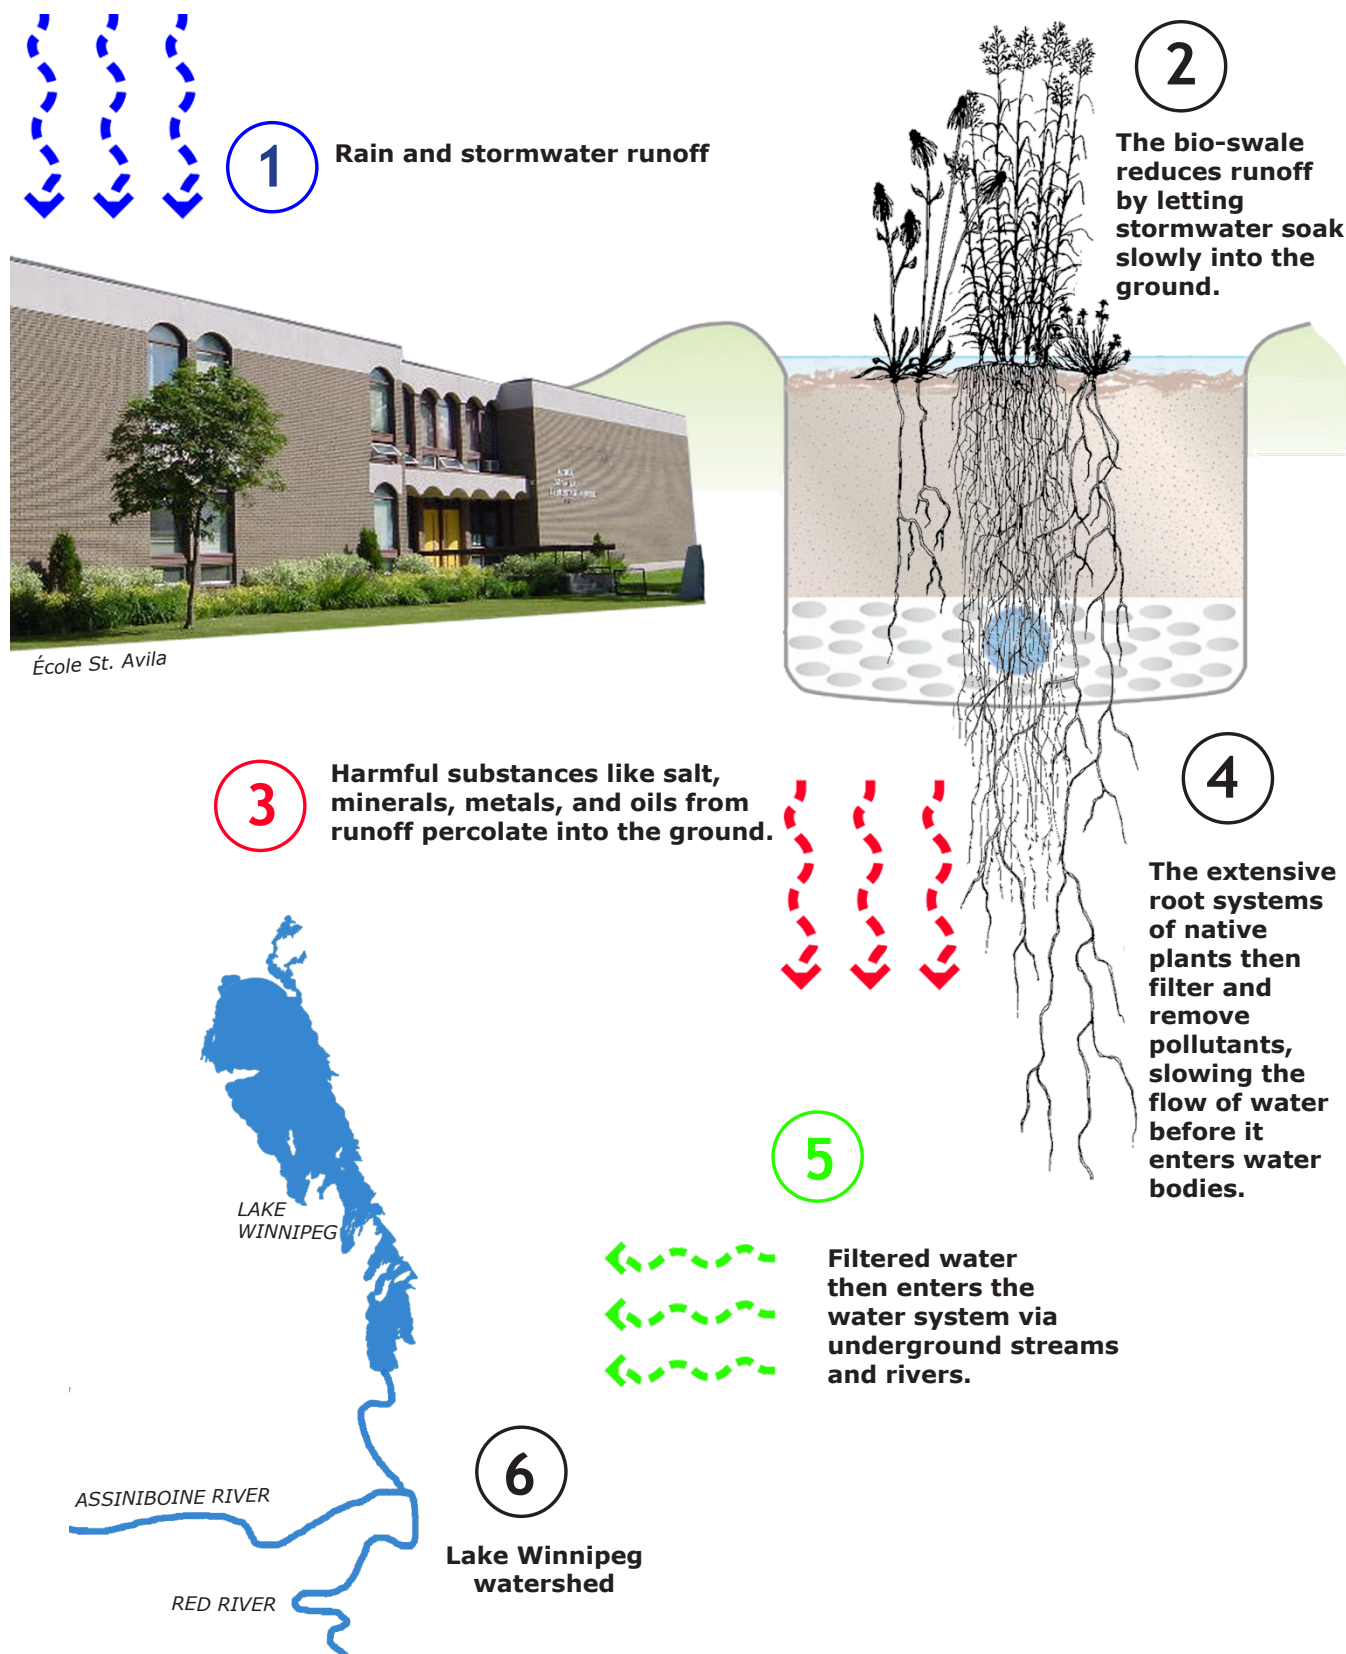 1
Rain and stormwater runoff
2
The bio-swale
reduces runoff
by letting
stormwater soak
slowly into the
ground.
École St. Avila
3
Harmful substances like salt,
minerals, metals, and oils from
runoff percolate into the ground.
4
The extensive
root systems
of native
plants then
filter and
remove
pollutants,
slowing the
flow of water
before it
enters water
bodies.
5
Filtered water
then enters the
water system via
underground streams
and rivers.
LAKE
WINNIPEG
ASSINIBOINE RIVER
RED RIVER
6
Lake Winnipeg
watershed